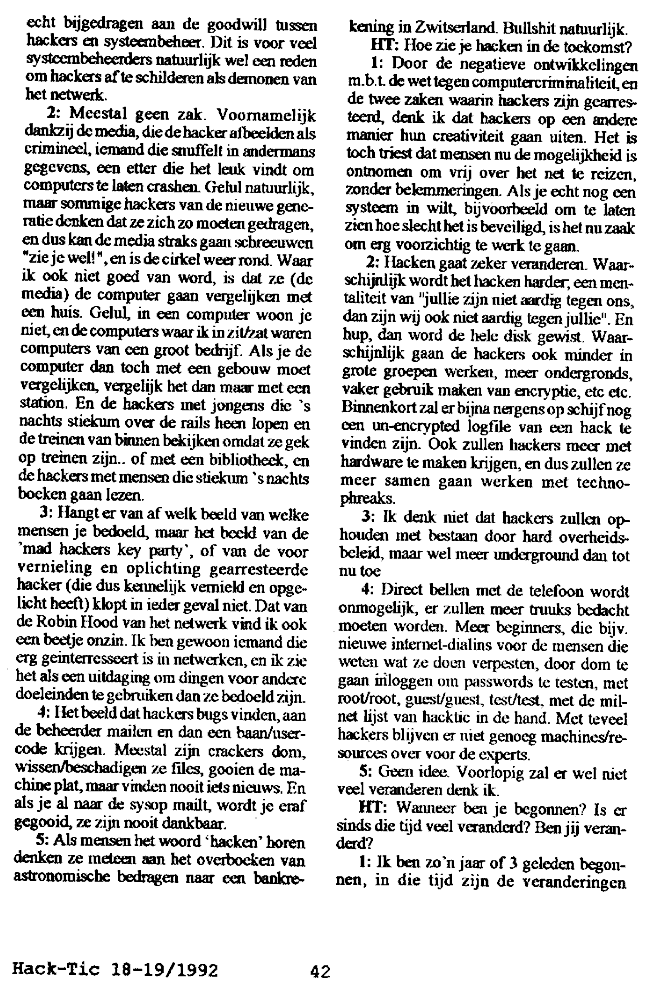 echt bijgedragen aan de goodwill tussen
hackers en systeembeheer. Dit is voor veel
systeembeheerders natuurlijk wel een reden
om hackers af te schilderen als demonen van
het netwerk.
2: Meestal geen zak. Voornamelijk
dankzij de media, die de hacker afbeelden als
crimineel, iemand die snuffelt in andermans
gegevens, een etter die het leuk vindt om
computers te laten crashen. Gelul natuurlijk,
maar sommige hackers van de nieuwe gene-
ratie denken dat ze zich zo moeten gedragen,
en dus kan de media straks gaan schreeuwen
"zie je wel!", en is de cirkel weer rond. Waar
ik ook niet goed van word, is dat ze (de
media) de computer gaan vergelijken met
een huis. Gelul, in een computer woon je
niet, en de computers waar ik in zit/zat waren
computers van een groot bedrijf. Als je de
computer dan toch met een gebouw moet
vergelijken, vergelijk het dan maar met een
station. En de hackers met jongens die 's
nachts stiekum over de rails heen lopen en
de treinen van binnen bekijken omdat ze gek
op treinen zijn.. of met een bibliotheek, en
de hackers met mensen die stiekum 's nachts
boeken gaan lezen.
3: Hangt er van af welk beeld van welke
mensen je bedoeld, maar het beeld van de
'mad hackers key party', of van de voor
vernieling en oplichting gearresteerde
hacker (die dus kennelijk vernield en opge-
licht heeft) klopt in ieder geval niet. Dat van
de Robin Hood van het netwerk vind ik ook
een beetje onzin. Ik ben gewoon iemand die
erg geinterresseert is in netwerken, en ik zie
het als een uitdaging om dingen voor andere
doeleinden te gebruiken dan ze bedoeld zijn.
4: Het beeld dat hackers bugs vinden, aan
de beheerder mailen en dan een baan/user-
code krijgen. Meestal zijn crackers dom,
wissen/beschadigen ze files, gooien de ma-
chine plat, maar vinden nooit iets nieuws. En
als je al naar de sysop mailt, wordt je eraf
gegooid, ze zijn nooit dankbaar.
5: Als mensen het woord 'hacken' horen
denken ze meteen aan het overboeken van
astronomische bedragen naar een bankre-
kening in Zwitserland. Bullshit natuurlijk.
HT: Hoe zie je hacken in de toekomst?
1: Door de negatieve ontwikkelingen
m.b.t. de wet tegen computercriminaliteit, en
de twee zaken waarin hackers zijn gearres-
teerd, denk ik dat hackers op een andere
manier hun creativiteit gaan uiten. Het is
toch triest dat mensen nu de mogelijkheid is
ontnomen om vrij over het net te reizen,
zonder belemmeringen. Als je echt nog een
systeem in wilt, bijvoorbeeld om te laten
zien hoe slecht het is beveiligd, is het nu zaak
om erg voorzichtig te werk te gaan.
2: Hacken gaat zeker veranderen. Waar-
schijnlijk wordt het hacken harder, een men-
taliteit van "jullie zijn niet aardig tegen ons,
dan zijn wij ook niet aardig tegen jullie". En
hup, dan word de hele disk gewist. Waar-
schijnlijk gaan de hackers ook minder in
grote groepen werken, meer ondergronds,
vaker gebruik maken van encryptie, etc etc.
Binnenkort zal er bijna nergens op schijf nog
een un-encrypted logfile van een hack te
vinden zijn. Ook zullen hackers meer met
hardware te maken krijgen, en dus zullen ze
meer samen gaan werken met techno-
phreaks.
3: Ik denk niet dat hackers zullen op-
houden met bestaan door hard overheids-
beleid, maar wel meer underground dan tot
nu toe
4: Direct bellen met de telefoon wordt
onmogelijk, er zullen meer truuks bedacht
moeten worden. Meer beginners, die bijv.
nieuwe internet-dialins voor de mensen die
weten wat ze doen verpesten, door dom te
gaan inloggen om passwords te testen, met
root/root, guest/guest, test/test, met de mil-
net lijst van hacktic in de hand. Met teveel
hackers blijven er niet genoeg machines/re-
sources over voor de experts.
5: Geen idee. Voorlopig zal er wel niet
veel veranderen denk ik.
HT: Wanneer ben je begonnen? Is er
sinds die tijd veel veranderd? Ben jij veran-
derd?
1: Ik ben zo'n jaar of 3 geleden begon-
nen, in die tijd zijn de veranderingen
Hack-Tic 18-19/1992 42